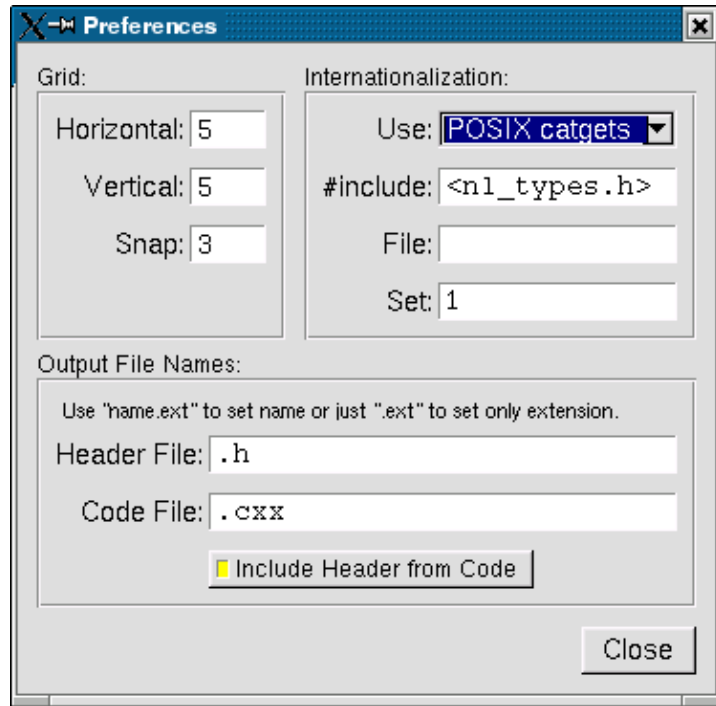 Preferences
Grid:
Horizontal: 5
Vertical: 5
Snap: 3
Internationalization:
Use: POSIX catgets
#include: <nl_types.h>
File:
Set: 1
Output File Names:
Use "name.ext" to set name or just ".ext" to set only extension.
Header File: .h
Code File: .cxx
Include Header from Code
Close